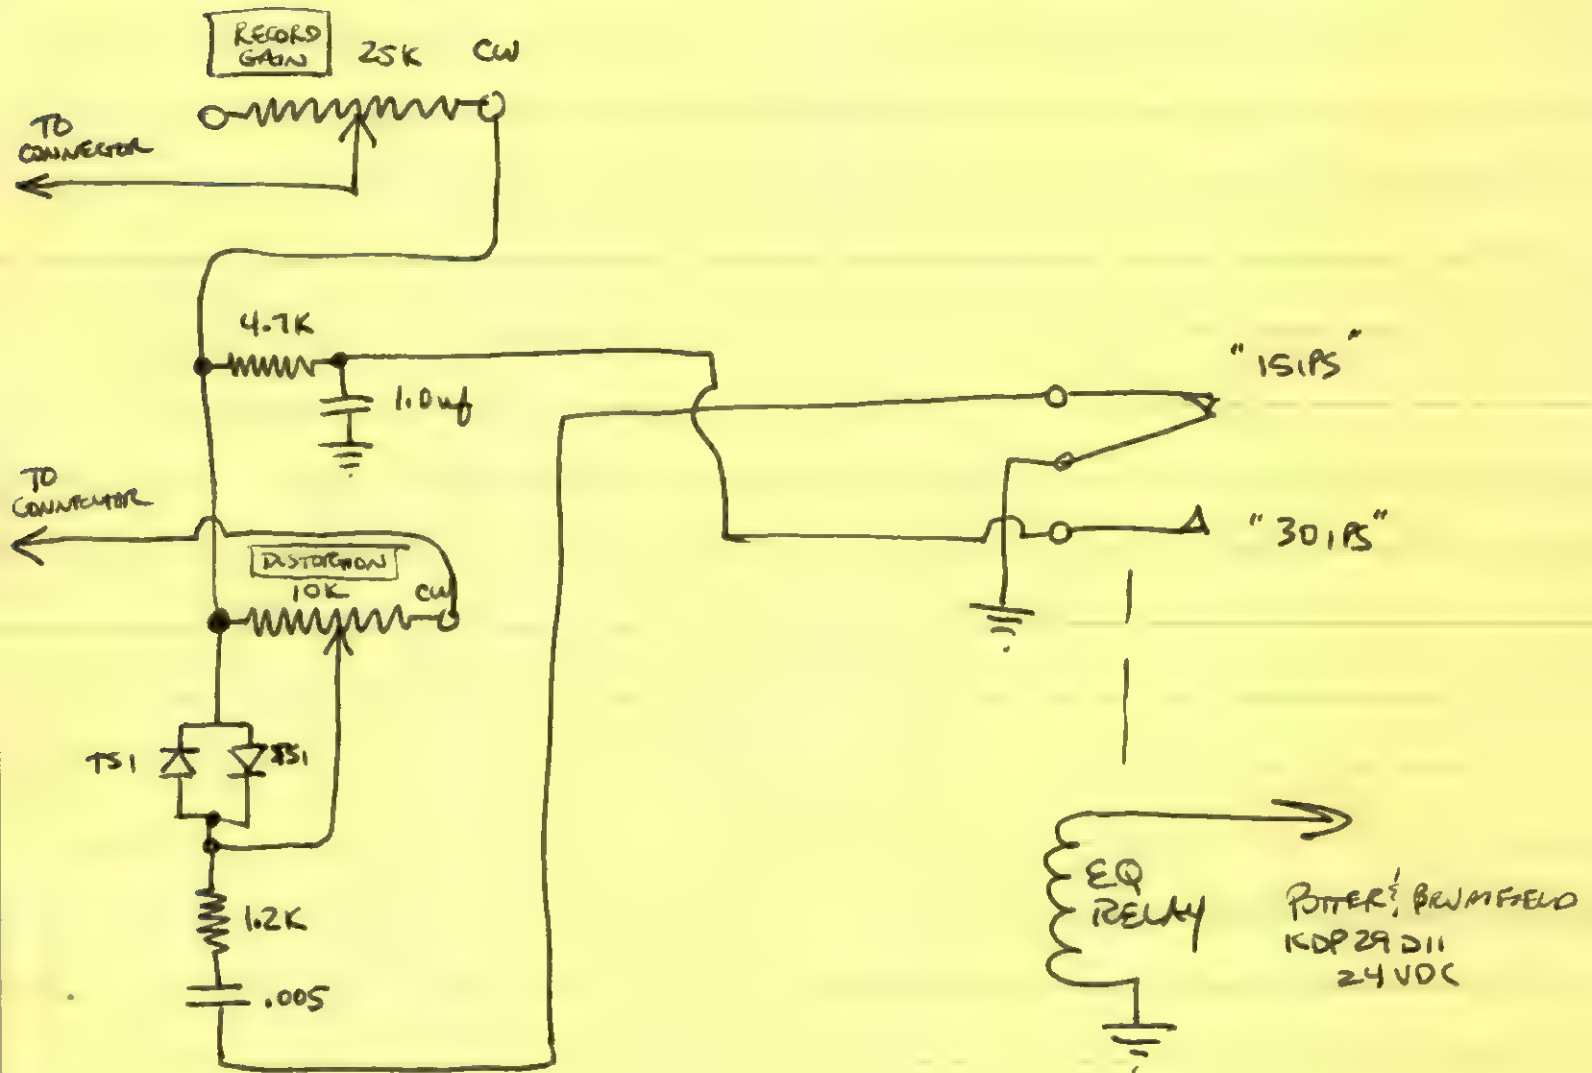 RECORD
GAIN
25K CW
TO
CONNECTOR
4.7K
1.0uf
"15IPS"
TO
CONNECTOR
DISTORTION
10K CW
"30IPS"
TS1 TS1
1.2K
.005
EQ
RELAY
POTTER & BRUMFIELD
KDP29D11
24VDC